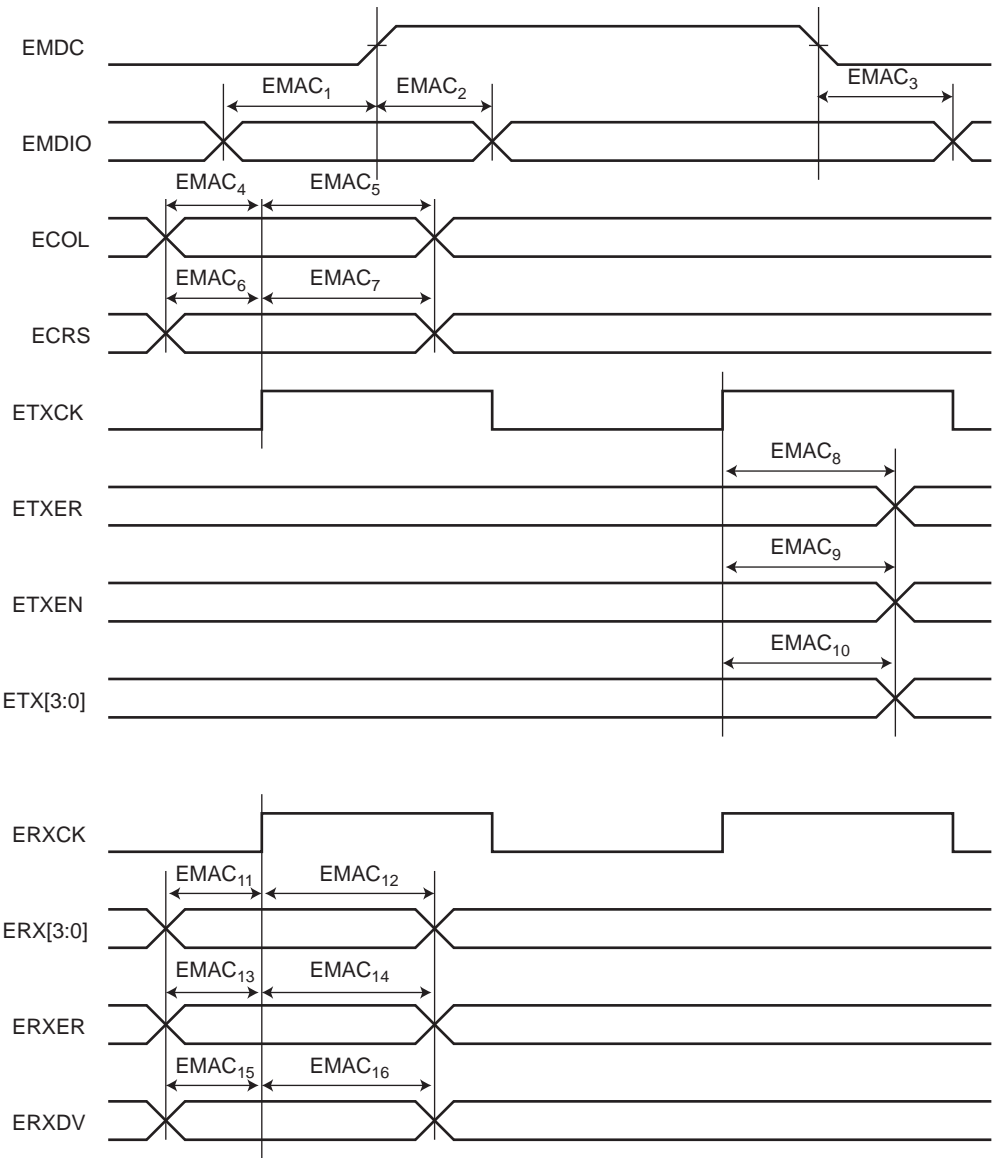 EMDC
EMAC3
EMAC1 EMAC2
EMDIO
EMAC4 EMAC5
ECOL
EMAC6 EMAC7
ECRS
ETXCK
EMAC8
ETXER
EMAC9
ETXEN
EMAC10
ETX[3:0]
ERXCK
EMAC11 EMAC12
ERX[3:0]
EMAC13 EMAC14
ERXER
EMAC15 EMAC16
ERXDV